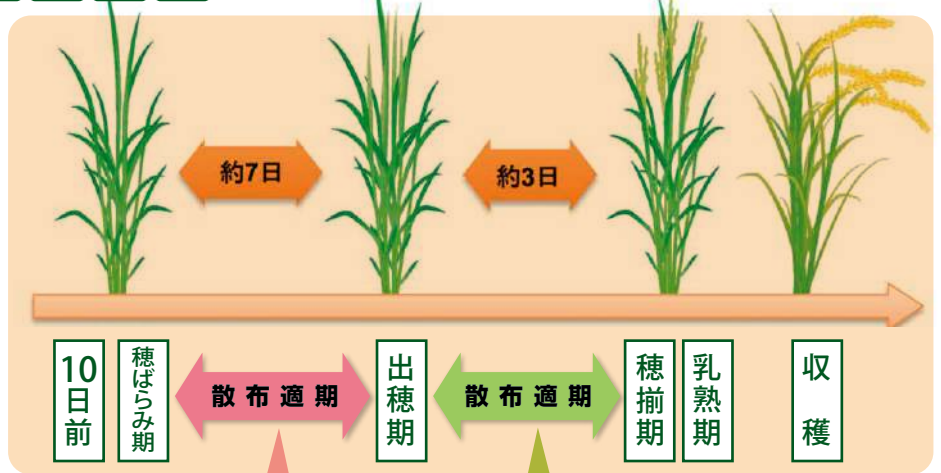 約7日
約3日
10日前
穂ばらみ期
散布適期
出穂期
散布適期
穂揃期
乳熟期
収穫